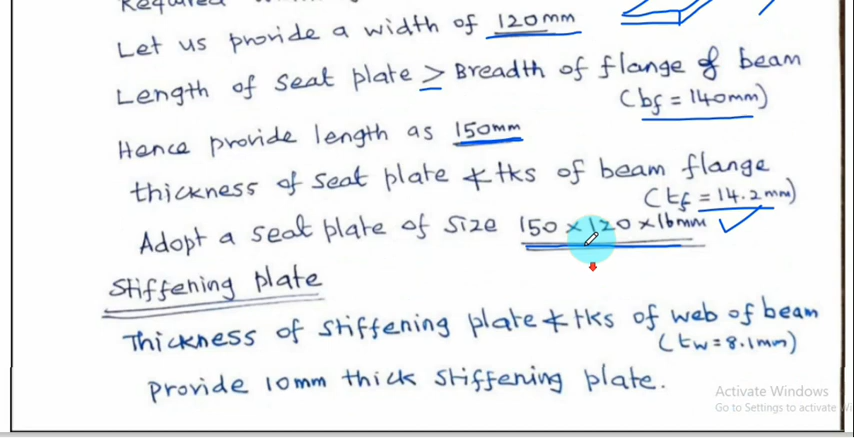 Let us provide a width of 120mm
Length of seat plate ≥ Breadth of flange of beam
(bf = 140mm)
Hence provide length as 150mm
thickness of seat plate ≮ tks of beam flange
(tf = 14.2 mm)
Adopt a seat plate of size 150 x 120 x 16mm
Stiffening plate
Thickness of stiffening plate ≮ tks of web of beam
(tw = 8.1mm)
Provide 10mm thick stiffening plate.
Activate Windows
Go to Settings to activate Wi